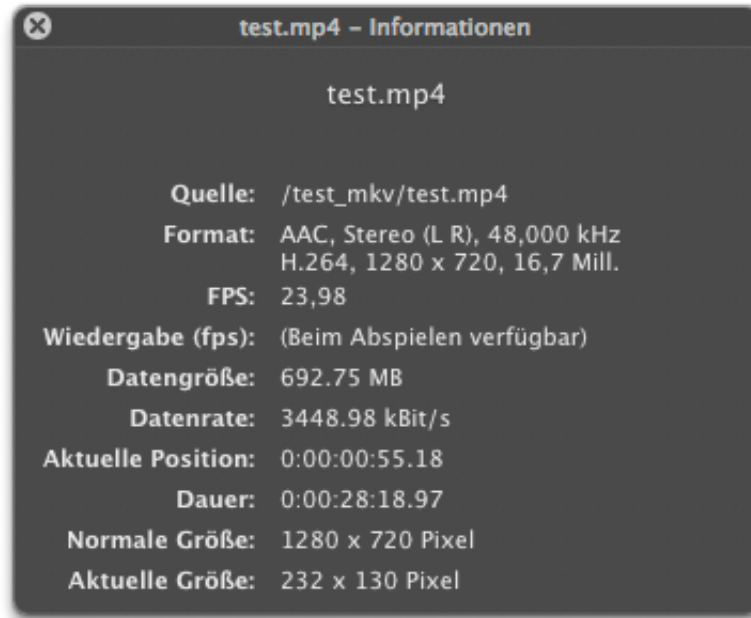 test.mp4 – Informationen
test.mp4
Quelle: /test_mkv/test.mp4
Format: AAC, Stereo (L R), 48,000 kHz
H.264, 1280 x 720, 16,7 Mill.
FPS: 23,98
Wiedergabe (fps): (Beim Abspielen verfügbar)
Datengröße: 692.75 MB
Datenrate: 3448.98 kBit/s
Aktuelle Position: 0:00:00:55.18
Dauer: 0:00:28:18.97
Normale Größe: 1280 x 720 Pixel
Aktuelle Größe: 232 x 130 Pixel